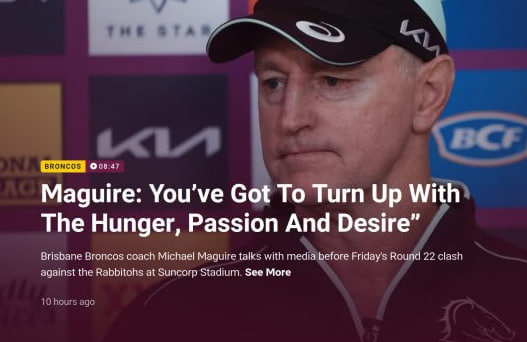 THE STAR
KIA
BCF
KIA
BRONCOS 08:47
Maguire: You’ve Got To Turn Up With
The Hunger, Passion And Desire”
Brisbane Broncos coach Michael Maguire talks with media before Friday's Round 22 clash
against the Rabbitohs at Suncorp Stadium. See More
10 hours ago